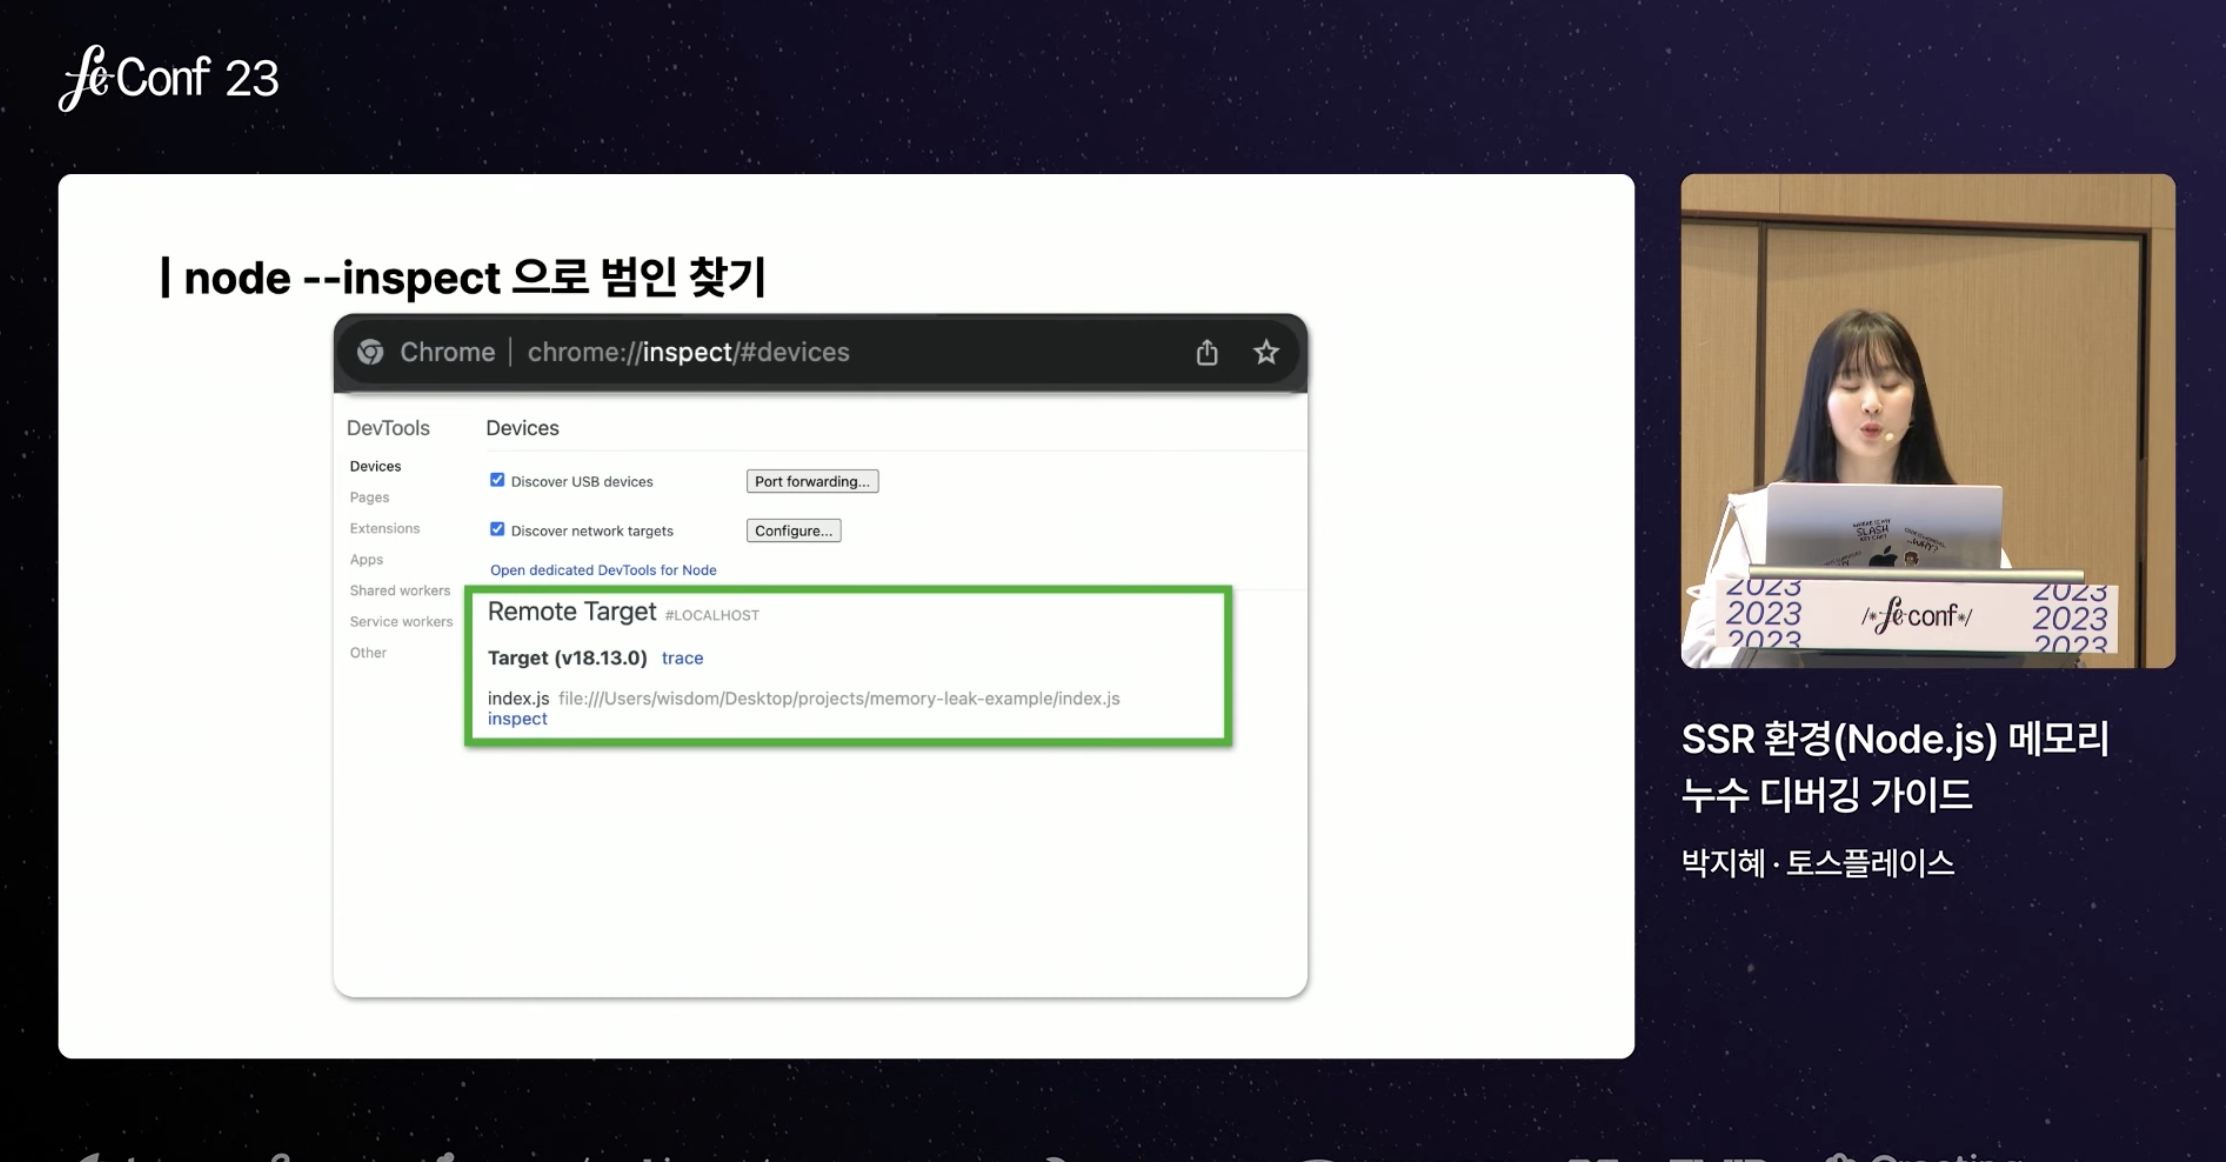 feConf 23
| node --inspect 으로 범인 찾기
Chrome | chrome://inspect/#devices
DevTools
Devices
Pages
Extensions
Apps
Shared workers
Service workers
Other
Devices
Discover USB devices
Port forwarding...
Discover network targets
Configure...
Open dedicated DevTools for Node
Remote Target #LOCALHOST
Target (v18.13.0) trace
index.js file:///Users/wisdom/Desktop/projects/memory-leak-example/index.js
inspect
SLASH
WHY?
2023
2023
2023
/*feconf*/
2023
2023
2023
SSR 환경(Node.js) 메모리
누수 디버깅 가이드
박지혜 · 토스플레이스